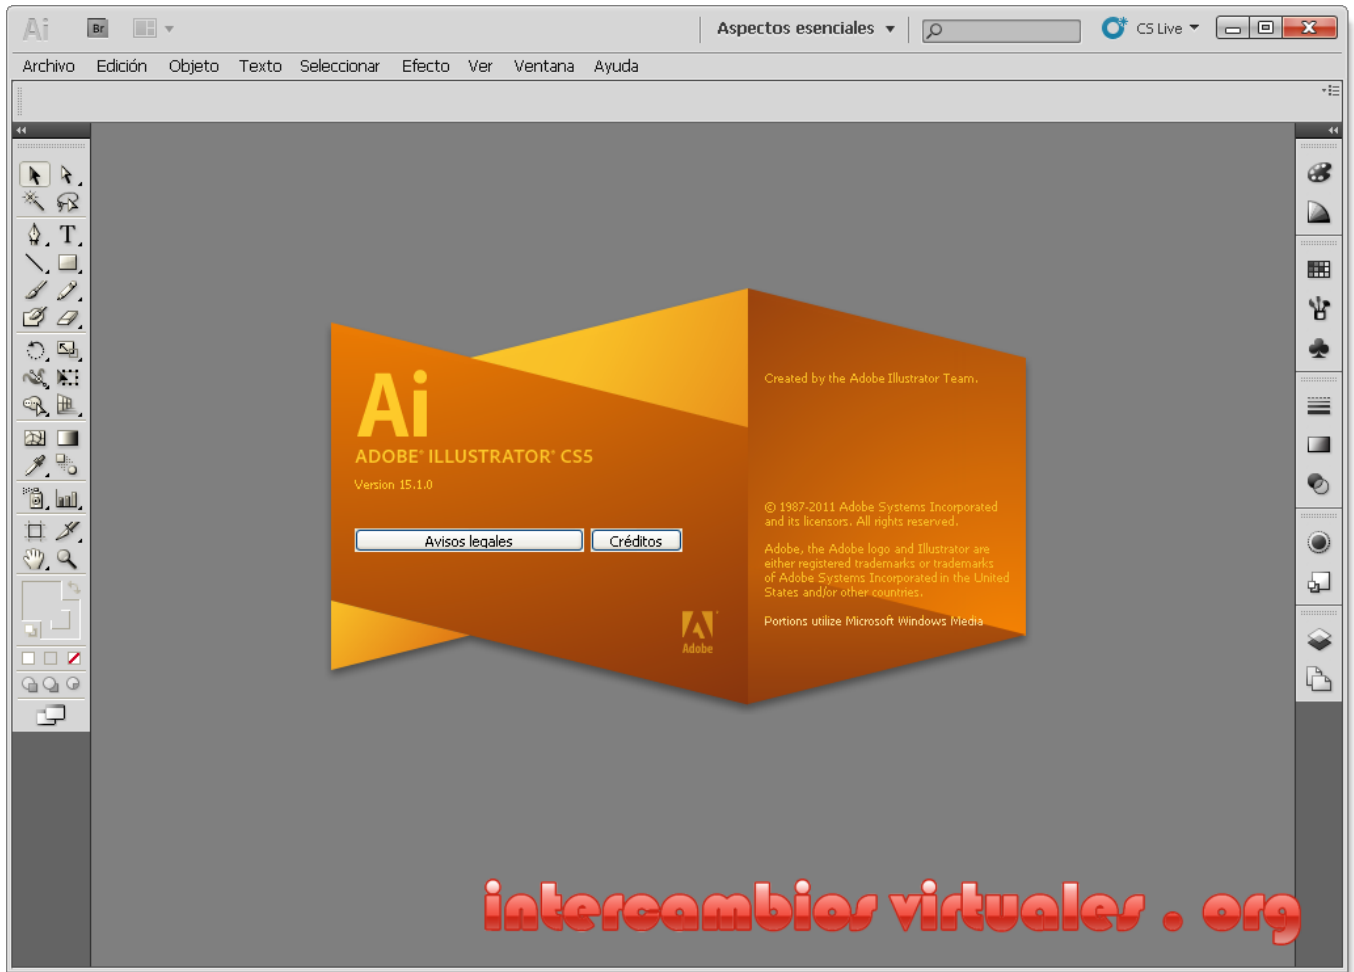 Ai Br Aspectos esenciales CS Live
Archivo Edición Objeto Texto Seleccionar Efecto Ver Ventana Ayuda
T
Ai
ADOBE® ILLUSTRATOR® CS5
Version 15.1.0
Avisos legales Créditos
Adobe
Created by the Adobe Illustrator Team.
© 1987-2011 Adobe Systems Incorporated
and its licensors. All rights reserved.
Adobe, the Adobe logo and Illustrator are
either registered trademarks or trademarks
of Adobe Systems Incorporated in the United
States and/or other countries.
Portions utilize Microsoft Windows Media
intercambios virtuales . org